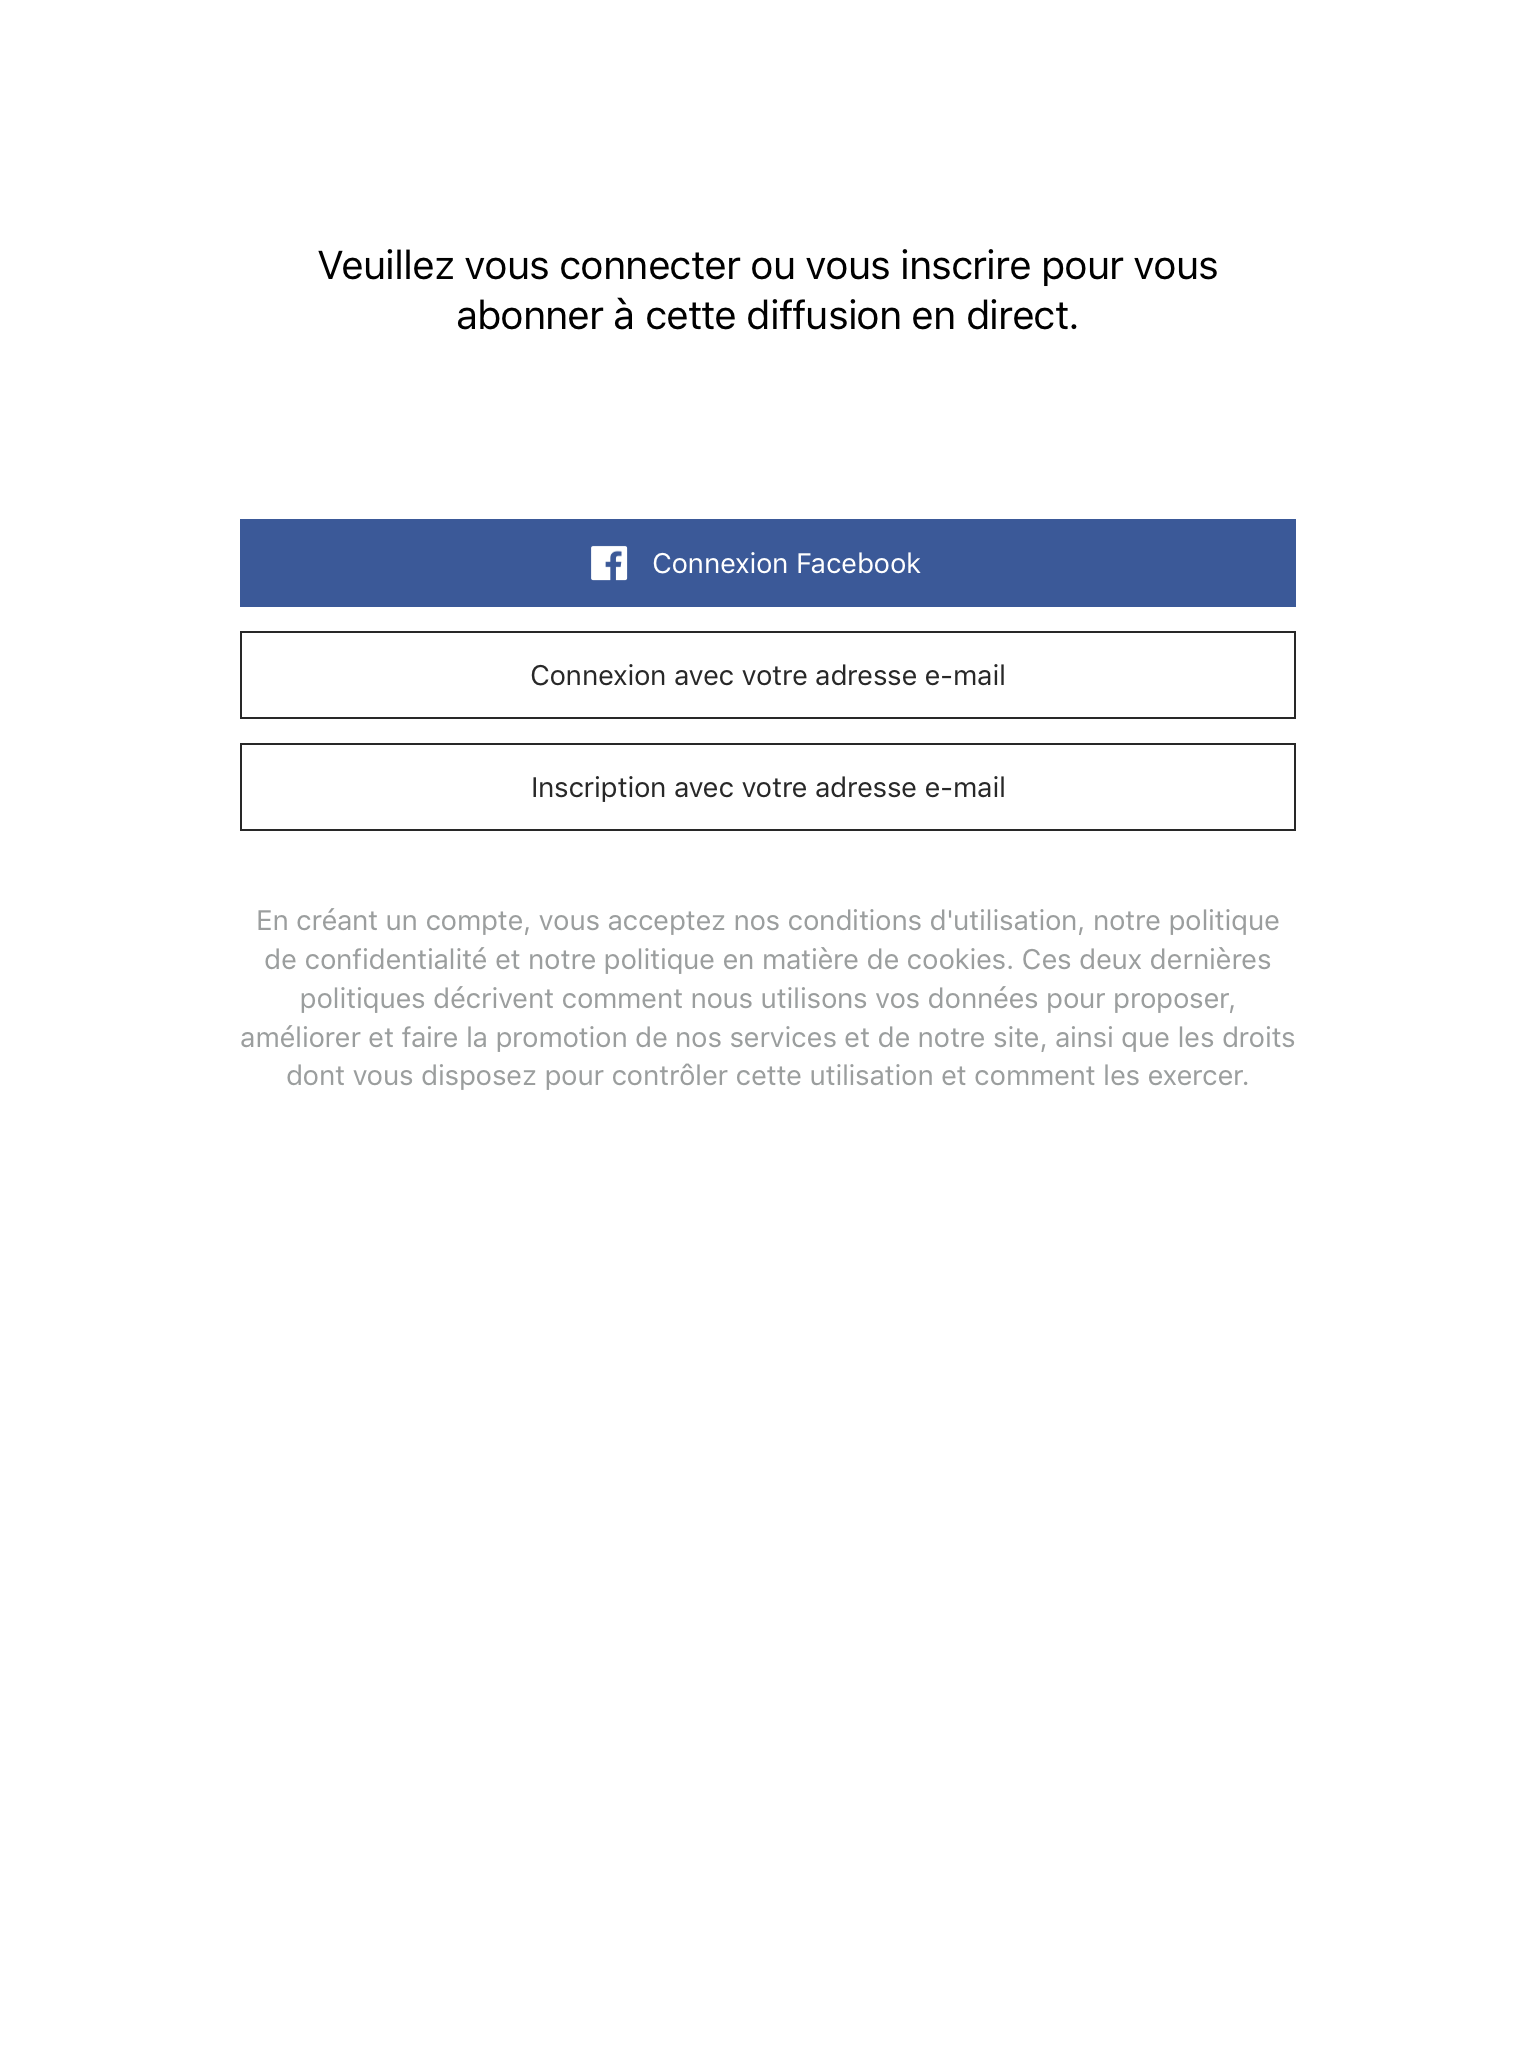 Veuillez vous connecter ou vous inscrire pour vous
abonner à cette diffusion en direct.
Connexion Facebook
Connexion avec votre adresse e-mail
Inscription avec votre adresse e-mail
En créant un compte, vous acceptez nos conditions d'utilisation, notre politique
de confidentialité et notre politique en matière de cookies. Ces deux dernières
politiques décrivent comment nous utilisons vos données pour proposer,
améliorer et faire la promotion de nos services et de notre site, ainsi que les droits
dont vous disposez pour contrôler cette utilisation et comment les exercer.